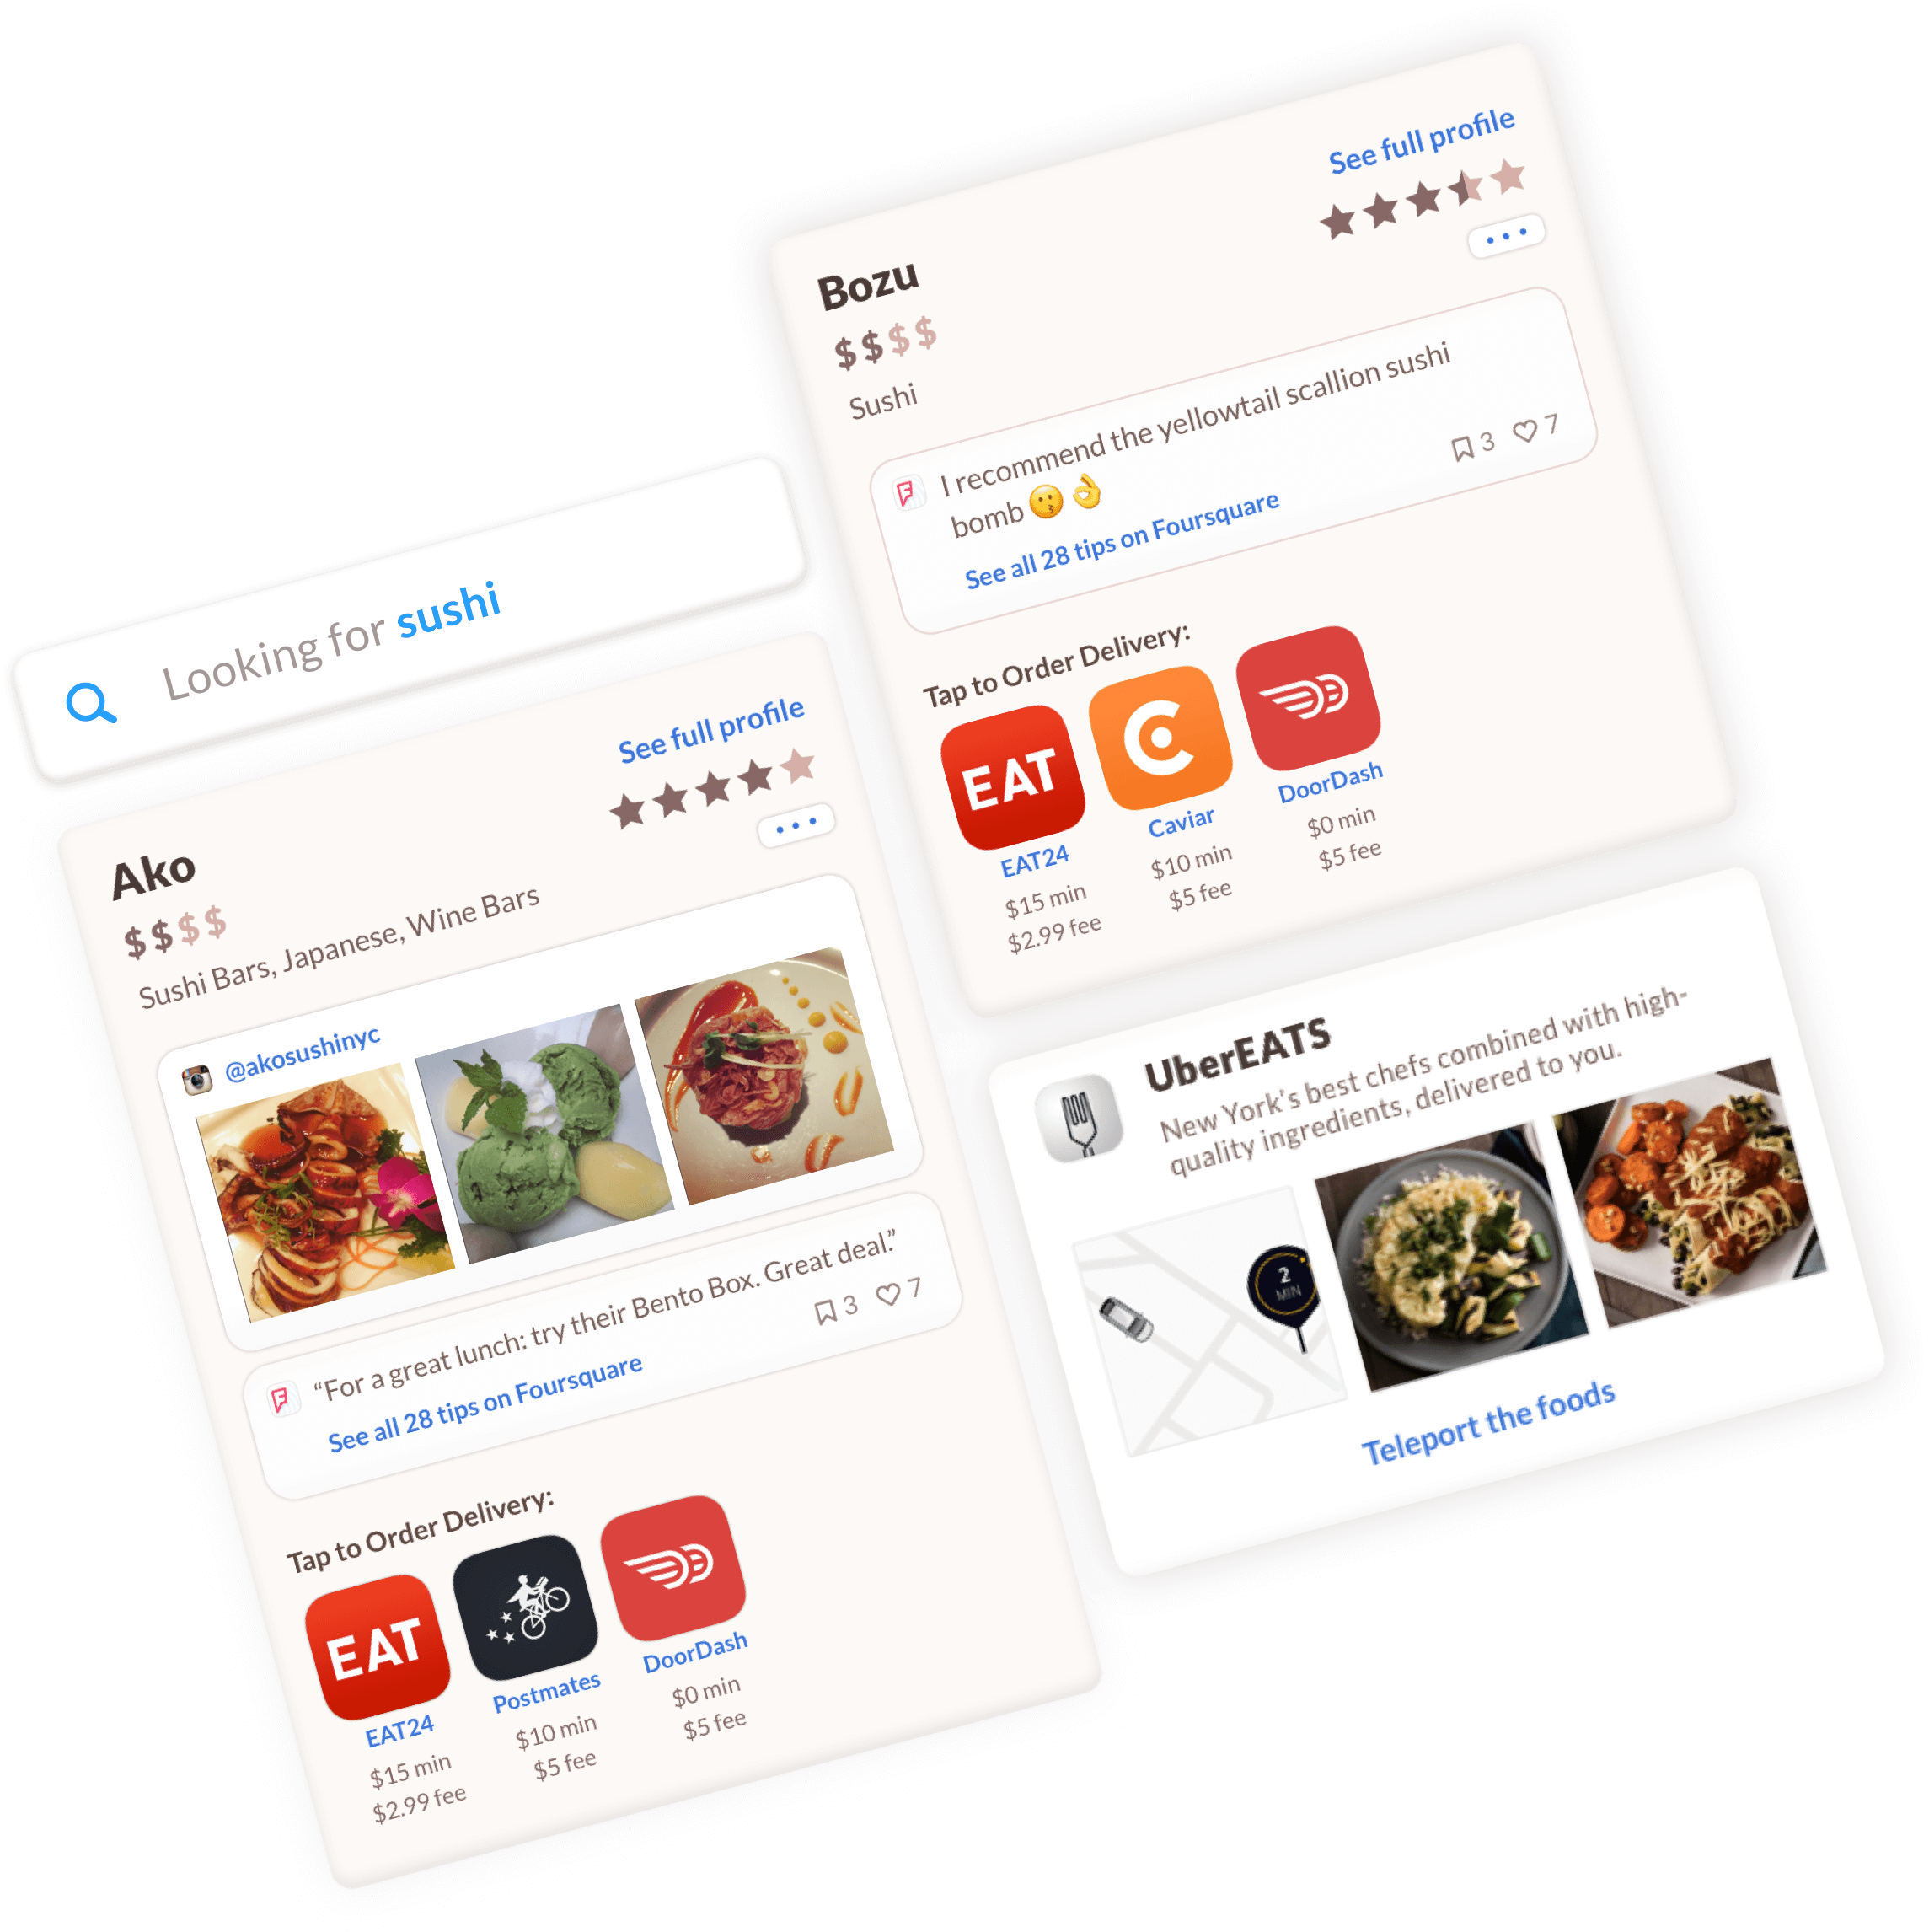 Looking for sushi
See full profile
Ako
$$$$
Sushi Bars, Japanese, Wine Bars
@akosushinyc
“For a great lunch: try their Bento Box. Great deal.”
3 7
See all 28 tips on Foursquare
Tap to Order Delivery:
EAT
EAT24
$15 min
$2.99 fee
Postmates
$10 min
$5 fee
DoorDash
$0 min
$5 fee
See full profile
Bozu
$$$$
Sushi
I recommend the yellowtail scallion sushi
bomb 😗👌
3 7
See all 28 tips on Foursquare
Tap to Order Delivery:
EAT
EAT24
$15 min
$2.99 fee
Caviar
$10 min
$5 fee
DoorDash
$0 min
$5 fee
UberEATS
New York's best chefs combined with high-
quality ingredients, delivered to you.
2
MIN
Teleport the foods